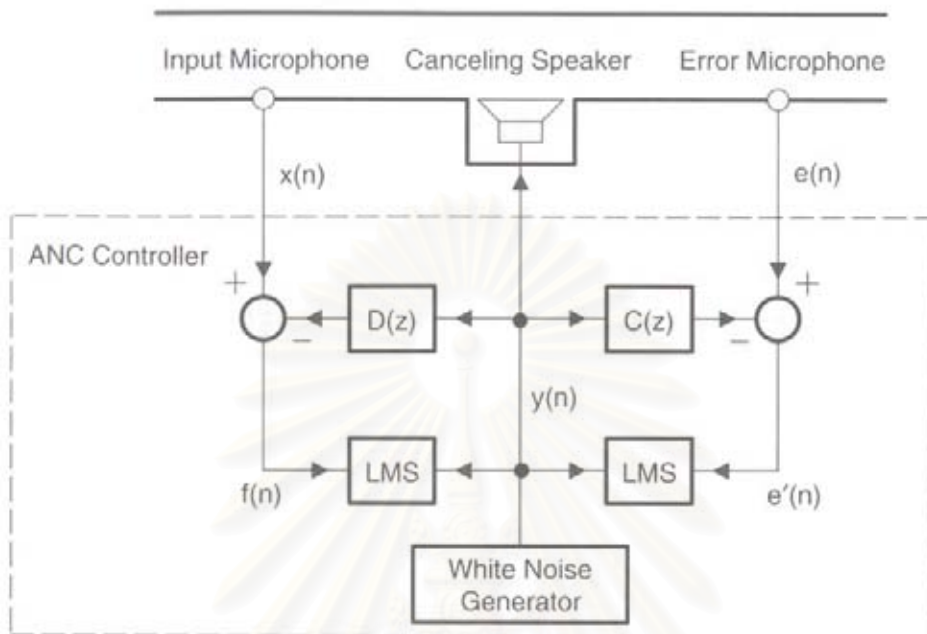 Input Microphone
Canceling Speaker
Error Microphone
x(n)
e(n)
ANC Controller
+
+
D(z)
C(z)
−
−
y(n)
LMS
LMS
f(n)
e′(n)
White Noise
Generator